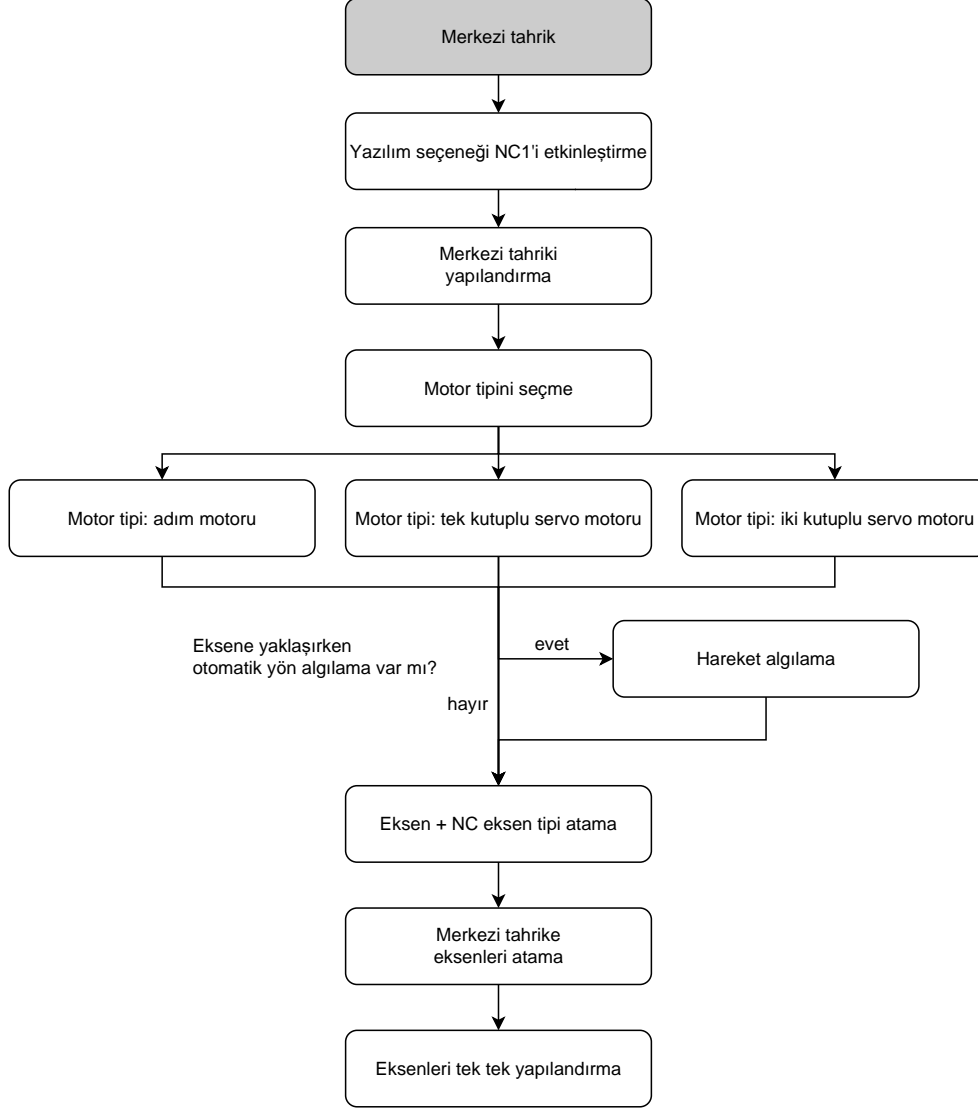 Merkezi tahrik
Yazılım seçeneği NC1'i etkinleştirme
Merkezi tahriki
yapılandırma
Motor tipini seçme
Motor tipi: adım motoru
Motor tipi: tek kutuplu servo motoru
Motor tipi: iki kutuplu servo motoru
Eksene yaklaşırken
otomatik yön algılama var mı?
evet
Hareket algılama
hayır
Eksen + NC eksen tipi atama
Merkezi tahrike
eksenleri atama
Eksenleri tek tek yapılandırma